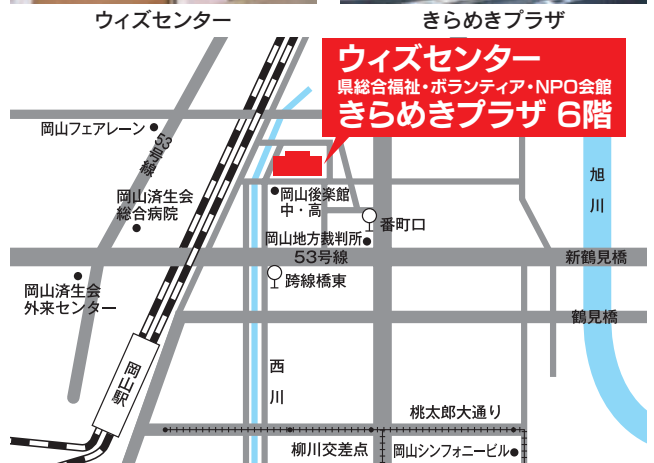 ウィズセンター
きらめきプラザ
ウィズセンター
県総合福祉・ボランティア・NPO会館
きらめきプラザ 6階
岡山フェアレーン
53号線
岡山済生会
総合病院
岡山後楽館
中・高
旭川
番町口
岡山地方裁判所
53号線
新鶴見橋
跨線橋東
岡山済生会
外来センター
鶴見橋
岡山駅
西川
桃太郎大通り
柳川交差点
岡山シンフォニービル